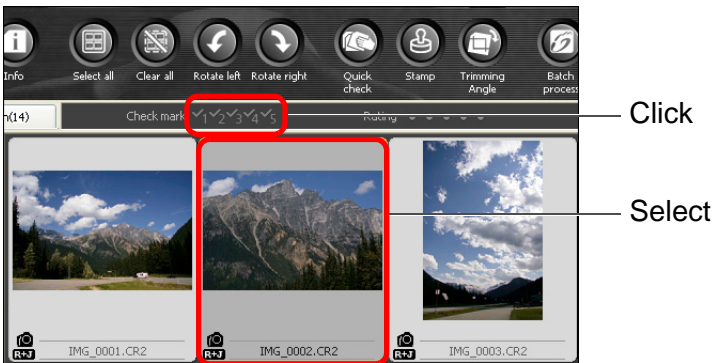 Info Select all Clear all Rotate left Rotate right Quick check Stamp Trimming Angle Batch process
n(14) Check mark 1 2 3 4 5 Rating
Click
Select
R+J IMG_0001.CR2 R+J IMG_0002.CR2 R+J IMG_0003.CR2